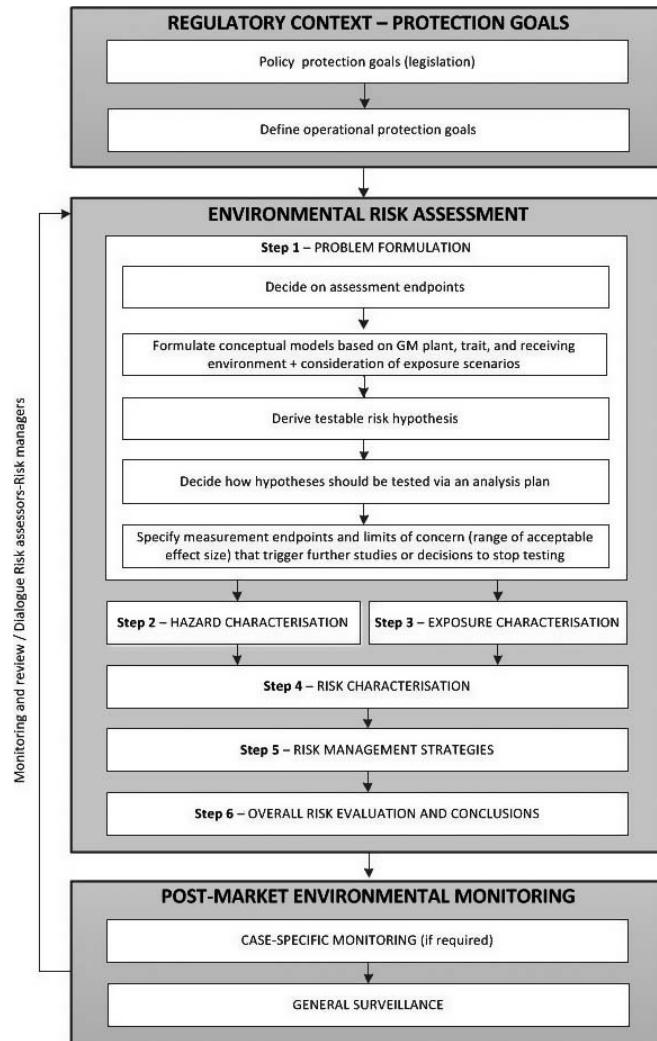 REGULATORY CONTEXT – PROTECTION GOALS
Policy protection goals (legislation)
Define operational protection goals
ENVIRONMENTAL RISK ASSESSMENT
Step 1 – PROBLEM FORMULATION
Decide on assessment endpoints
Formulate conceptual models based on GM plant, trait, and receiving
environment + consideration of exposure scenarios
Derive testable risk hypothesis
Decide how hypotheses should be tested via an analysis plan
Specify measurement endpoints and limits of concern (range of acceptable
effect size) that trigger further studies or decisions to stop testing
Step 2 – HAZARD CHARACTERISATION
Step 3 – EXPOSURE CHARACTERISATION
Step 4 – RISK CHARACTERISATION
Step 5 – RISK MANAGEMENT STRATEGIES
Step 6 – OVERALL RISK EVALUATION AND CONCLUSIONS
Monitoring and review / Dialogue Risk assessors-Risk managers
POST-MARKET ENVIRONMENTAL MONITORING
CASE-SPECIFIC MONITORING (if required)
GENERAL SURVEILLANCE